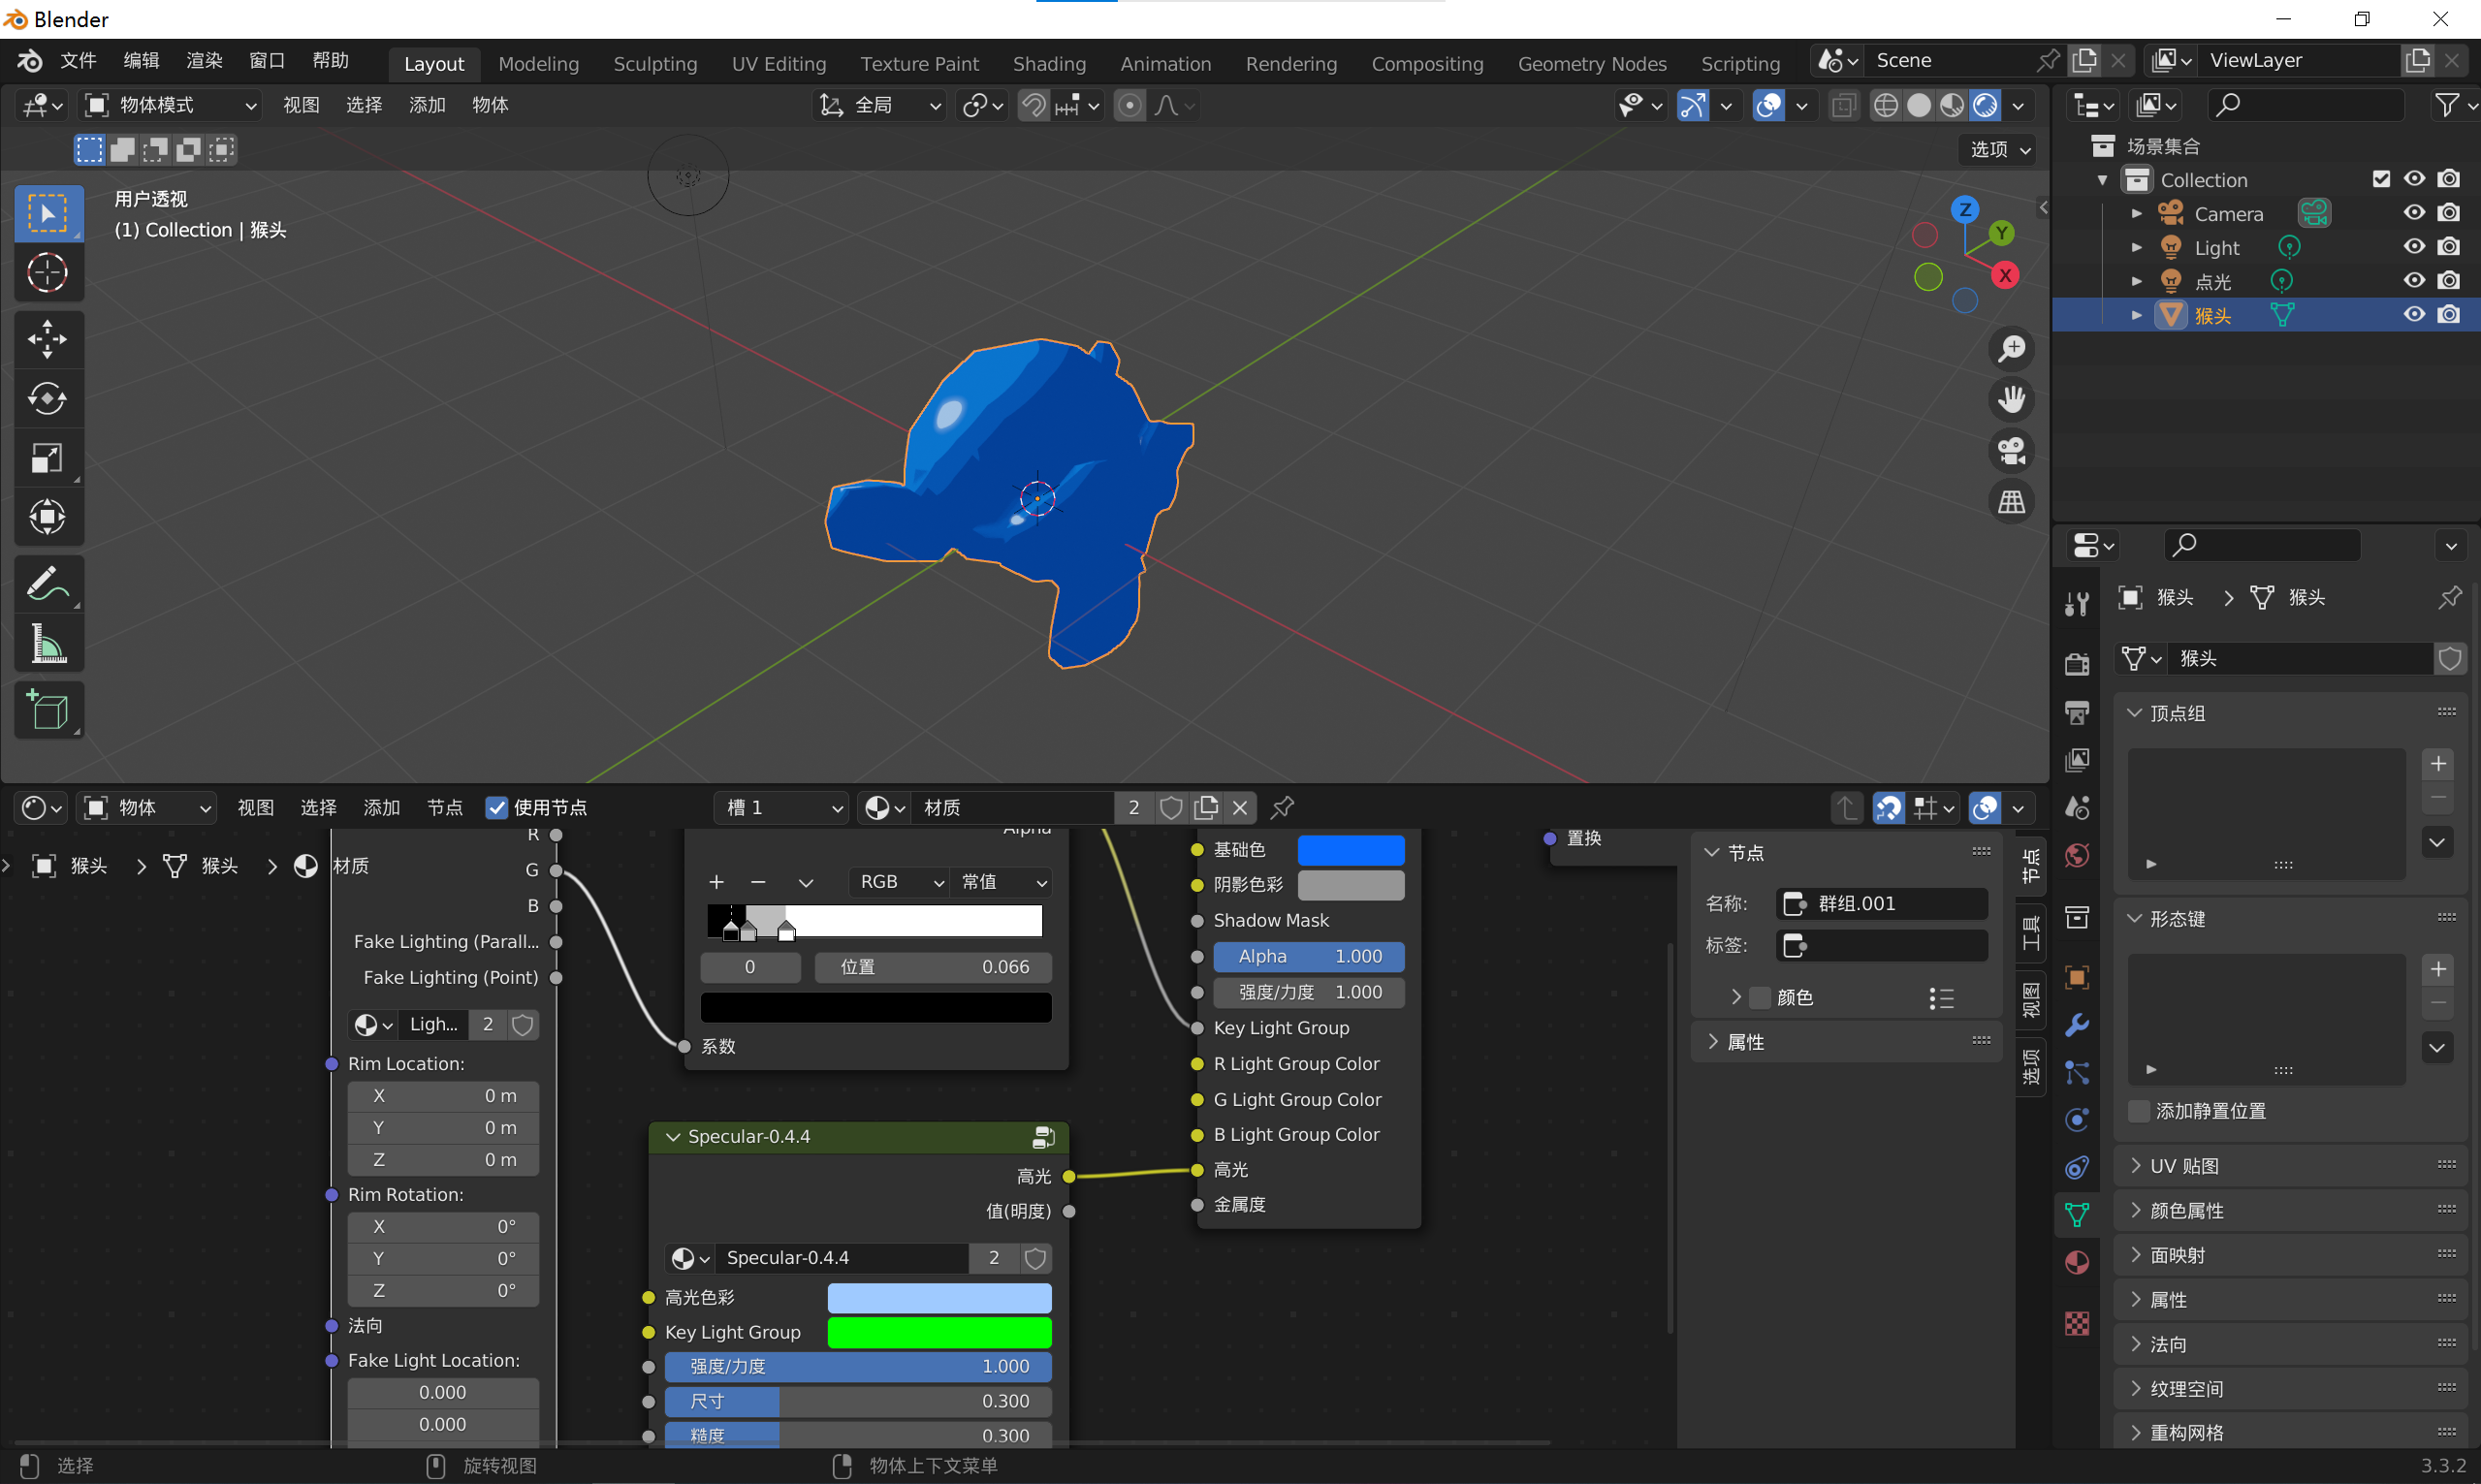 Blender
文件 编辑 渲染 窗口 帮助 Layout Modeling Sculpting UV Editing Texture Paint Shading Animation Rendering Compositing Geometry Nodes Scripting Scene ViewLayer
物体模式 视图 选择 添加 物体 全局
选项
用户透视
(1) Collection | 猴头
Z
Y
X
场景集合
Collection
Camera
Light
点光
猴头
猴头 猴头
猴头
顶点组
形态键
添加静置位置
UV 贴图
颜色属性
面映射
属性
法向
纹理空间
重构网格
物体 视图 选择 添加 节点 使用节点 槽 1 材质 2
猴头 猴头 材质
R
G
B
Fake Lighting (Parall...
Fake Lighting (Point)
Ligh... 2
Rim Location:
X 0 m
Y 0 m
Z 0 m
Rim Rotation:
X 0°
Y 0°
Z 0°
法向
Fake Light Location:
0.000
0.000
Alpha
RGB 常值
0 位置 0.066
系数
Specular-0.4.4
高光
值(明度)
Specular-0.4.4 2
高光色彩
Key Light Group
强度/力度 1.000
尺寸 0.300
糙度 0.300
基础色
阴影色彩
Shadow Mask
Alpha 1.000
强度/力度 1.000
Key Light Group
R Light Group Color
G Light Group Color
B Light Group Color
高光
金属度
置换
节点
名称: 群组.001
标签:
颜色
属性
节点
工具
视图
选项
选择 旋转视图 物体上下文菜单 3.3.2